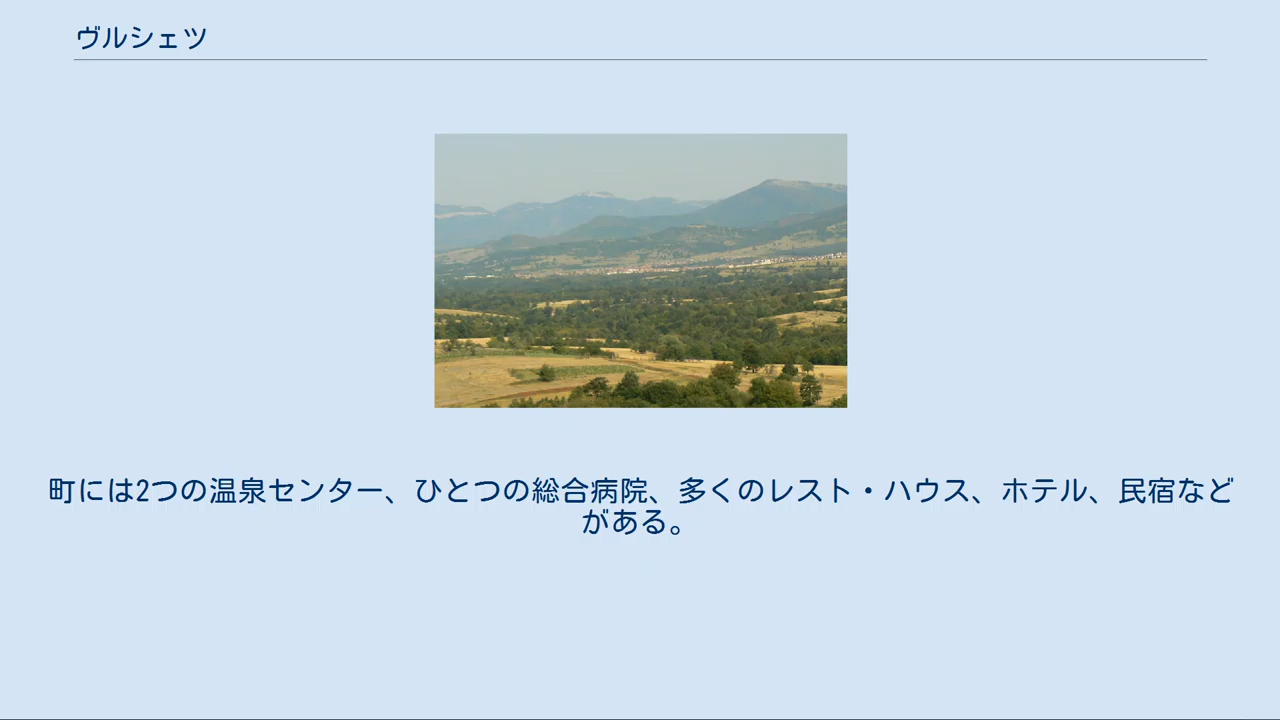 ヴルシェツ
町には2つの温泉センター、ひとつの総合病院、多くのレスト・ハウス、ホテル、民宿など
がある。